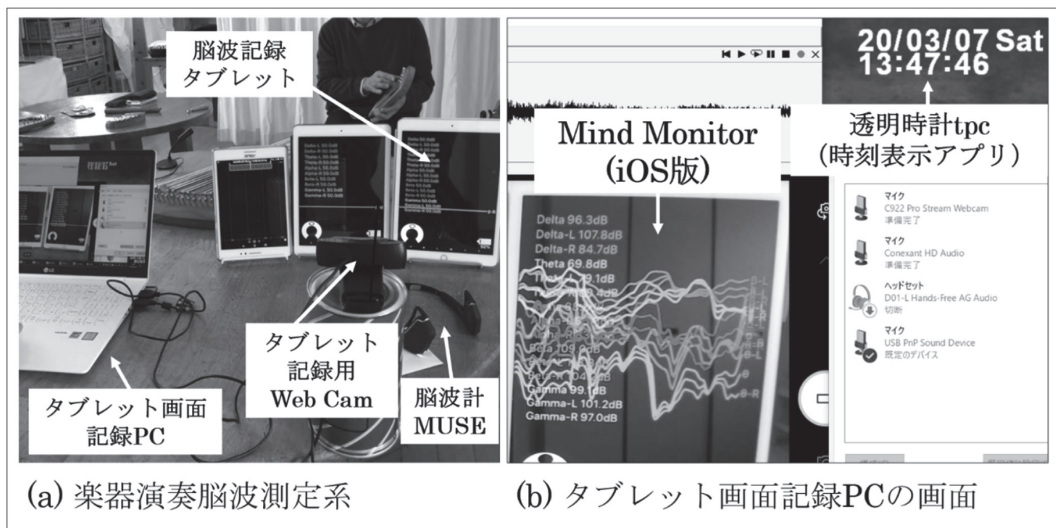 脳波記録
タブレット
タブレット
記録用
Web Cam
脳波計
MUSE
タブレット画面
記録PC
(a) 楽器演奏脳波測定系
20/03/07 Sat
13:47:46
Mind Monitor
(iOS版)
透明時計tpc
(時刻表示アプリ)
Delta 96.3dB
Delta-L 107.8dB
Delta-R 84.7dB
Theta 69.8dB
Gamma 99.1dB
Gamma-L 101.2dB
Gamma-R 97.0dB
マイク
C922 Pro Stream Webcam
準備完了
マイク
Conexant HD Audio
準備完了
ヘッドセット
D01-L Hands-Free AG Audio
切断
マイク
USB PnP Sound Device
既定のデバイス
(b) タブレット画面記録PCの画面